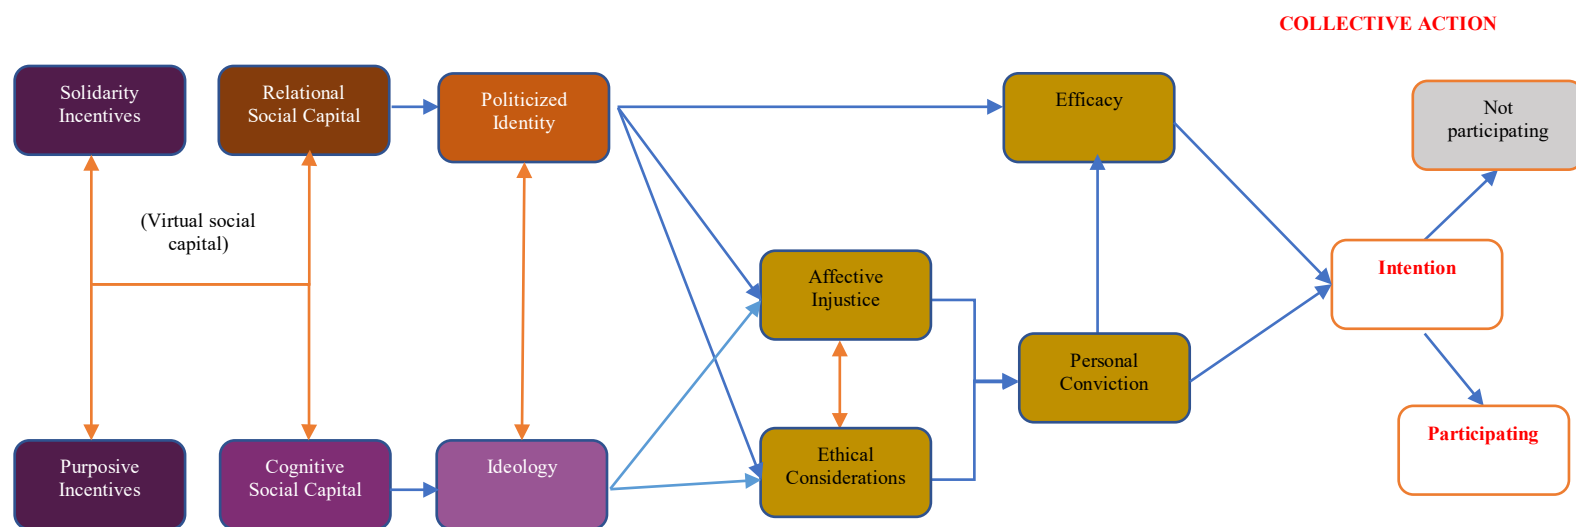 COLLECTIVE ACTION
Solidarity
Incentives
Relational
Social Capital
Politicized
Identity
Efficacy
Not
participating
(Virtual social
capital)
Affective
Injustice
Intention
Personal
Conviction
Purposive
Incentives
Cognitive
Social Capital
Ideology
Ethical
Considerations
Participating